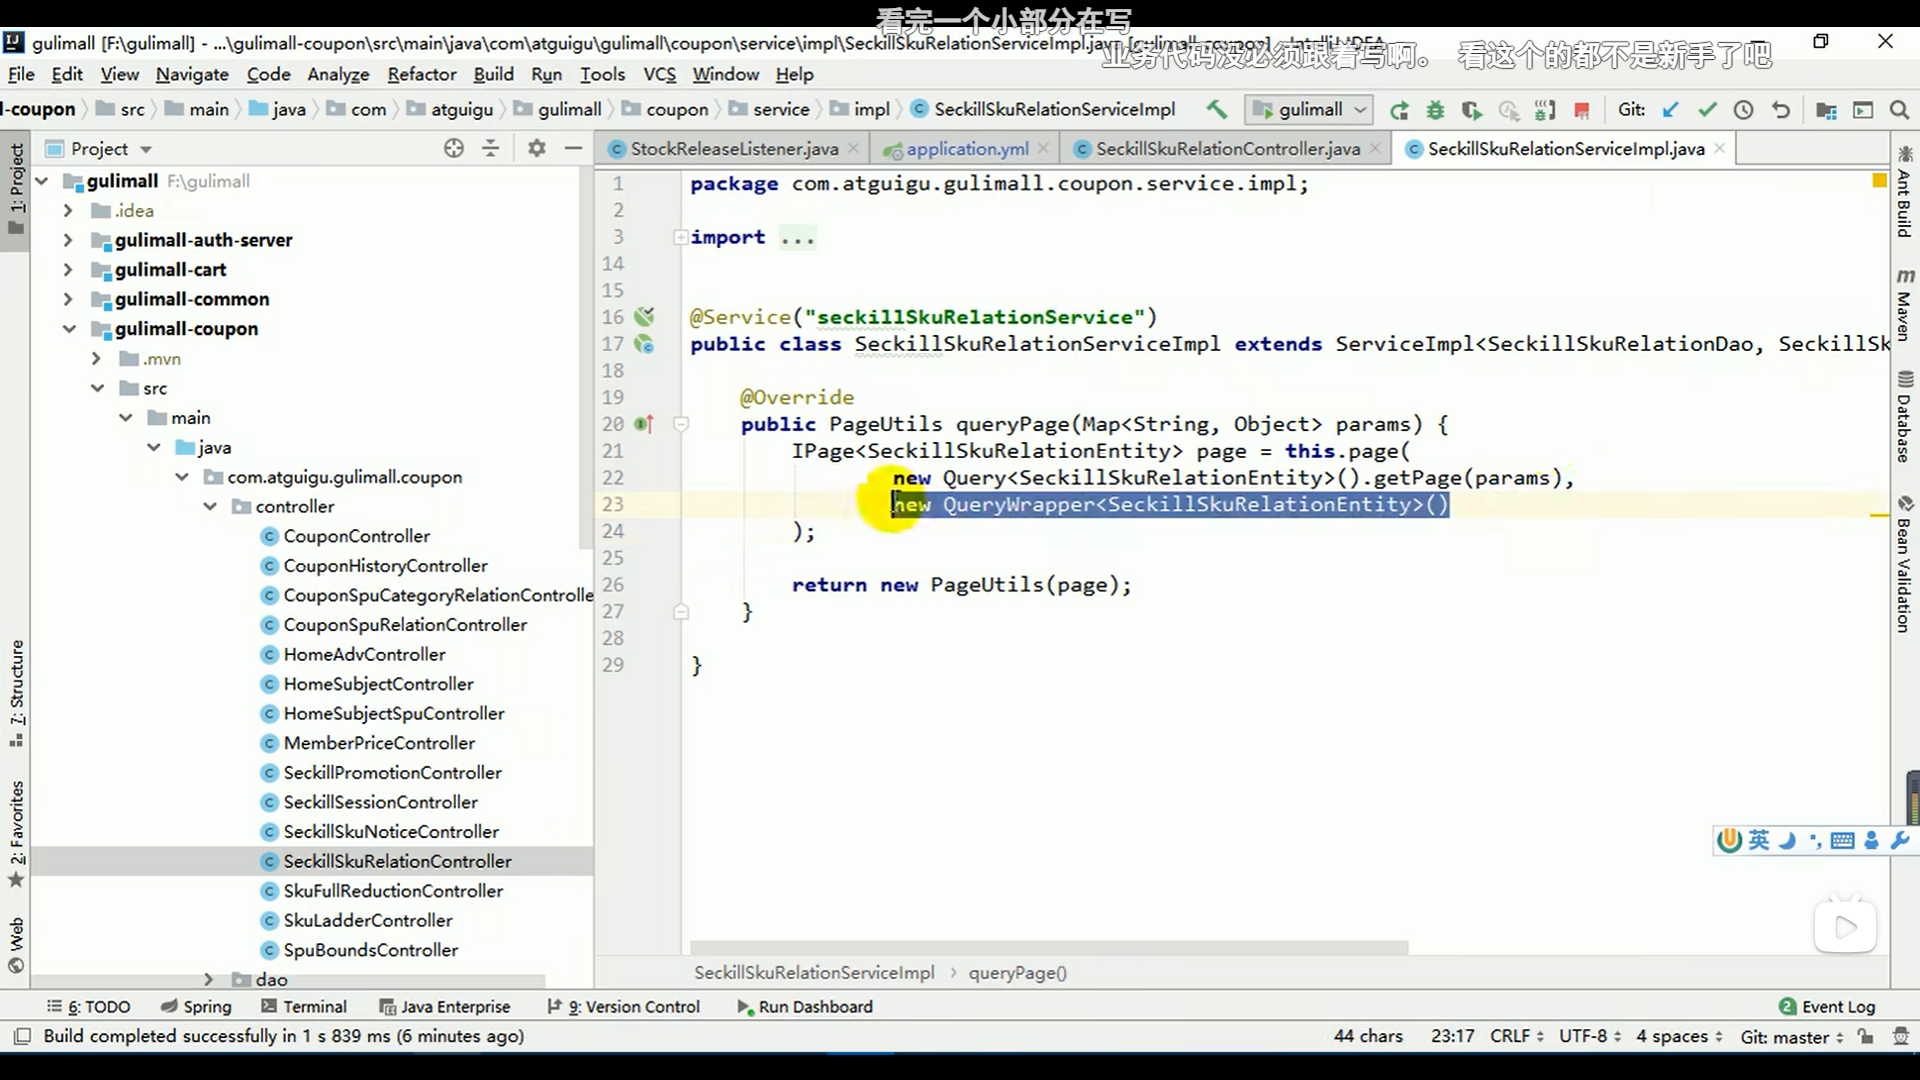 看完一个小部分在写
gulimall [F:\gulimall] - ...\gulimall-coupon\src\main\java\com\atguigu\gulimall\coupon\service\impl\SeckillSkuRelationServiceImpl.java [gulimall-coupon] - IntelliJ IDEA
业务代码没必须跟着写啊。 看这个的都不是新手了吧
File Edit View Navigate Code Analyze Refactor Build Run Tools VCS Window Help
l-coupon src main java com atguigu gulimall coupon service impl SeckillSkuRelationServiceImpl gulimall Git:
1: Project
Project
StockReleaseListener.java application.yml SeckillSkuRelationController.java SeckillSkuRelationServiceImpl.java
gulimall F:\gulimall
.idea
gulimall-auth-server
gulimall-cart
gulimall-common
gulimall-coupon
.mvn
src
main
java
com.atguigu.gulimall.coupon
controller
CouponController
CouponHistoryController
CouponSpuCategoryRelationControlle
CouponSpuRelationController
HomeAdvController
HomeSubjectController
HomeSubjectSpuController
MemberPriceController
SeckillPromotionController
SeckillSessionController
SeckillSkuNoticeController
SeckillSkuRelationController
SkuFullReductionController
SkuLadderController
SpuBoundsController
dao
7: Structure
2: Favorites
Web
1 package com.atguigu.gulimall.coupon.service.impl;
2
3 import ...
14
15
16 @Service("seckillSkuRelationService")
17 public class SeckillSkuRelationServiceImpl extends ServiceImpl<SeckillSkuRelationDao, SeckillSk
18
19 @Override
20 public PageUtils queryPage(Map<String, Object> params) {
21 IPage<SeckillSkuRelationEntity> page = this.page(
22 new Query<SeckillSkuRelationEntity>().getPage(params),
23 new QueryWrapper<SeckillSkuRelationEntity>()
24 );
25
26 return new PageUtils(page);
27 }
28
29 }
Ant Build
Maven
Database
Bean Validation
英
SeckillSkuRelationServiceImpl › queryPage()
6: TODO Spring Terminal Java Enterprise 9: Version Control Run Dashboard 2 Event Log
Build completed successfully in 1 s 839 ms (6 minutes ago) 44 chars 23:17 CRLF UTF-8 4 spaces Git: master